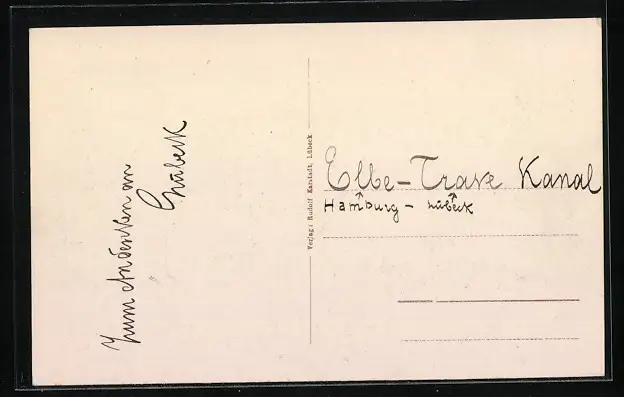 Zum Andenken an
Lübeck
Verlag: Rudolf Karstadt, Lübeck
Elbe-Trave Kanal
Hamburg - Lübeck